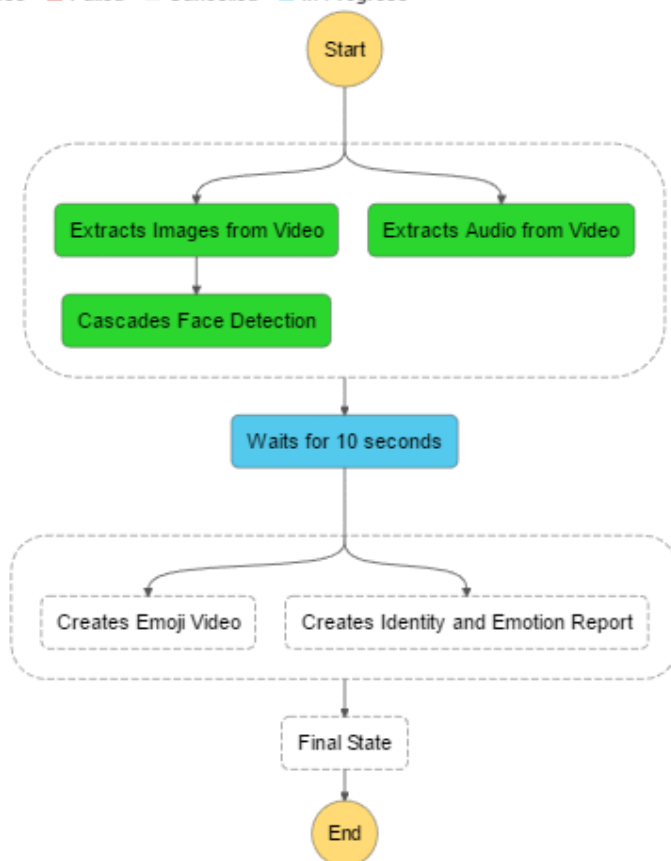 Start
Extracts Images from Video
Extracts Audio from Video
Cascades Face Detection
Waits for 10 seconds
Creates Emoji Video
Creates Identity and Emotion Report
Final State
End